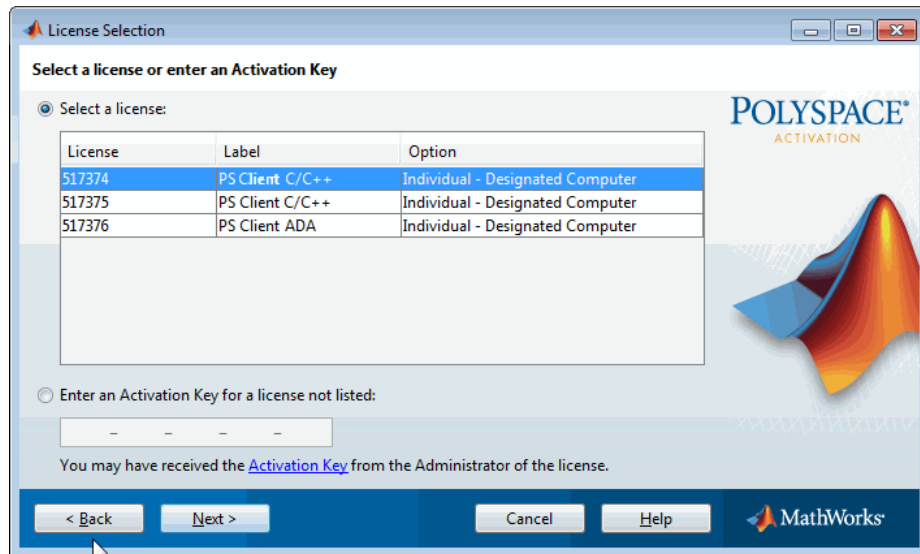 License Selection
Select a license or enter an Activation Key
Select a license:
POLYSPACE®
ACTIVATION
License Label Option
517374 PS Client C/C++ Individual - Designated Computer
517375 PS Client C/C++ Individual - Designated Computer
517376 PS Client ADA Individual - Designated Computer
Enter an Activation Key for a license not listed:
– – – –
You may have received the Activation Key from the Administrator of the license.
< Back Next > Cancel Help MathWorks®